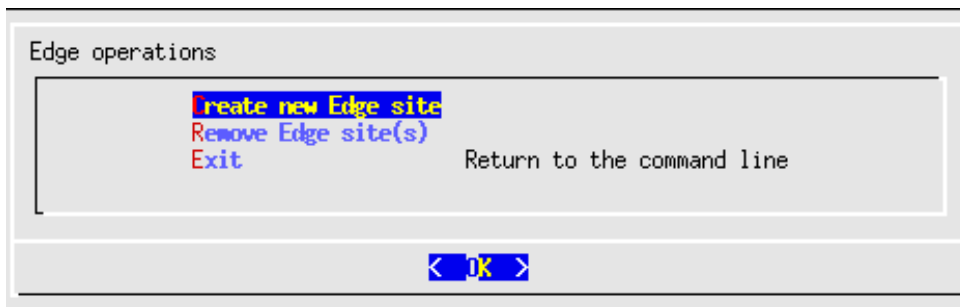 Edge operations
Create new Edge site
Remove Edge site(s)
Exit Return to the command line
< OK >